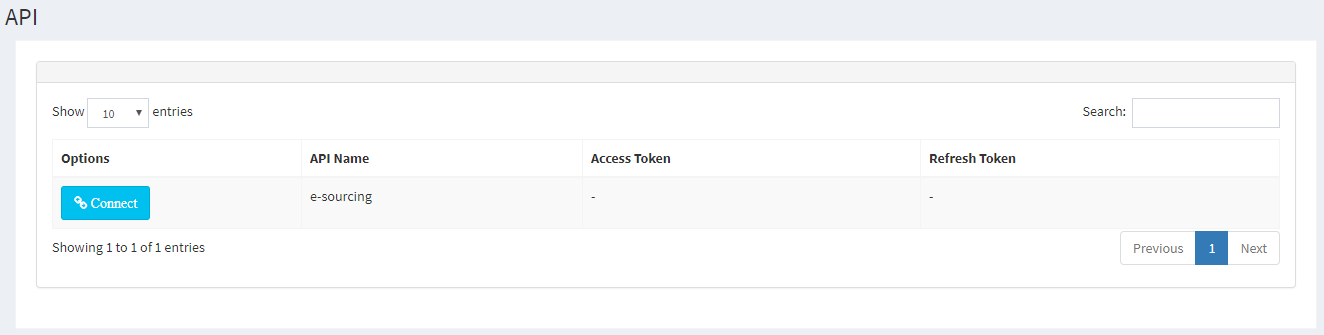 API
Show 10 entries
Search:
Options API Name Access Token Refresh Token
Connect e-sourcing - -
Showing 1 to 1 of 1 entries
Previous 1 Next